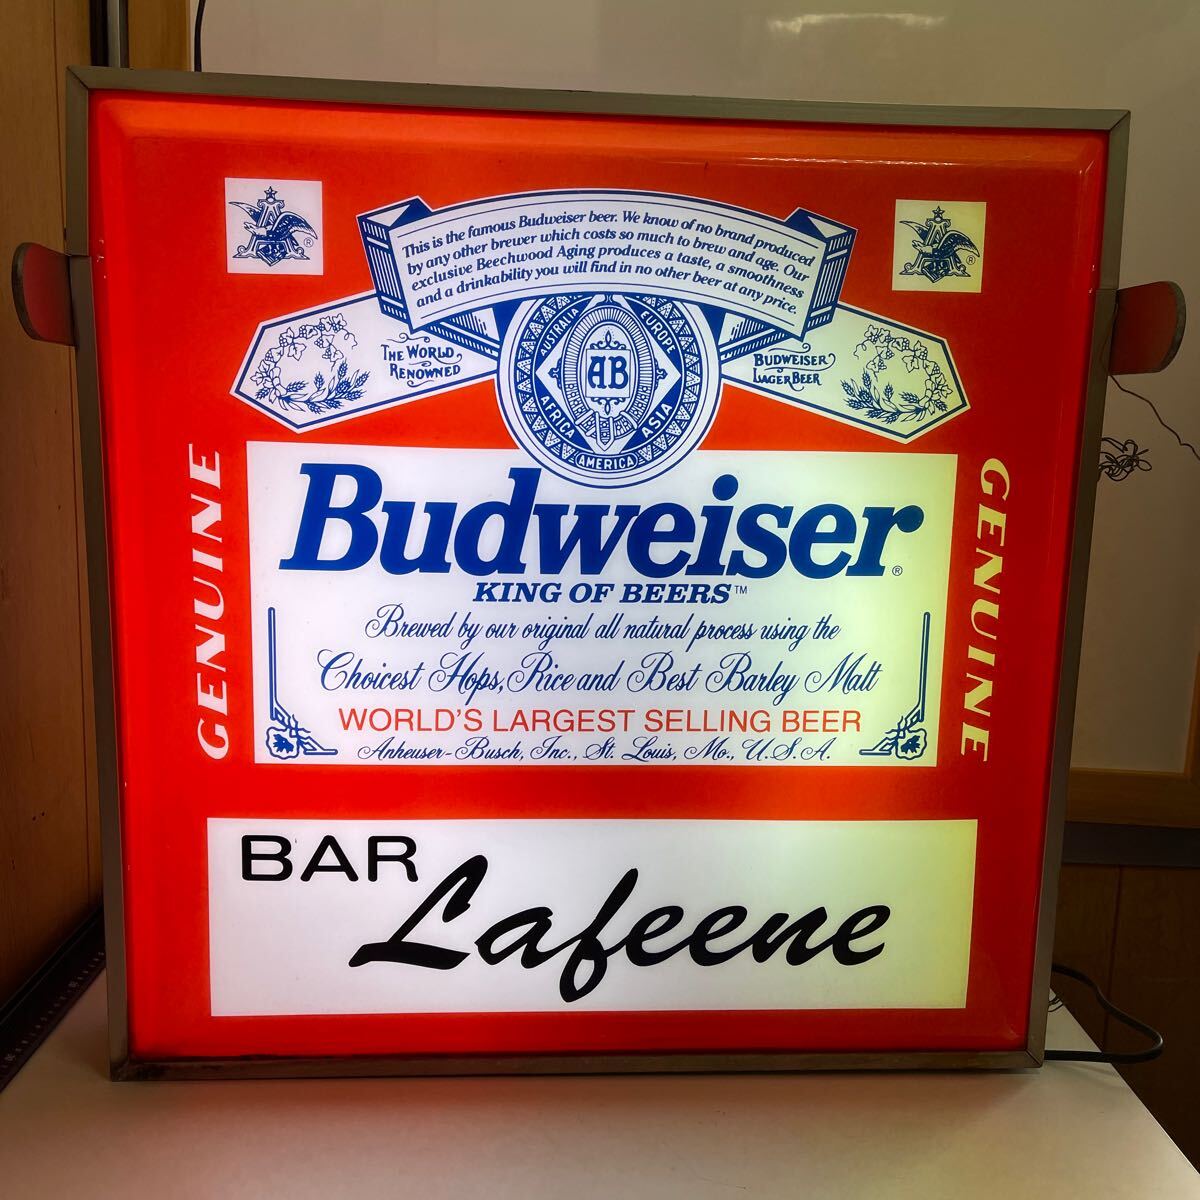 This is the famous Budweiser beer. We know of no brand produced
by any other brewer which costs so much to brew and age. Our
exclusive Beechwood Aging produces a taste, a smoothness
and a drinkability you will find in no other beer at any price.
THE WORLD
RENOWNED
AUSTRALIA
EUROPE
AB
AFRICA
ASIA
AMERICA
BUDWEISER
LAGER BEER
GENUINE
GENUINE
Budweiser®
KING OF BEERS™
Brewed by our original all natural process using the
Choicest Hops, Rice and Best Barley Malt
WORLD'S LARGEST SELLING BEER
Anheuser-Busch, Inc., St. Louis, Mo., U.S.A.
BAR
Lafeene